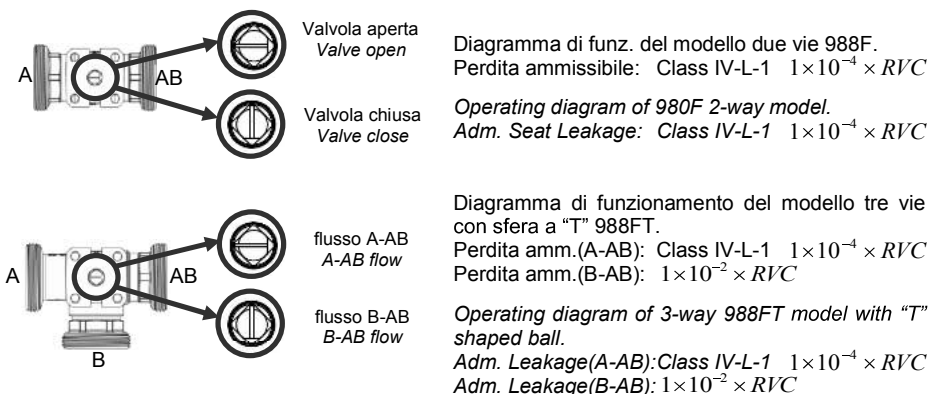 A
AB
Valvola aperta
Valve open
Valvola chiusa
Valve close
Diagramma di funz. del modello due vie 988F.
Perdita ammissibile: Class IV-L-1 1×10⁻⁴ × RVC
Operating diagram of 980F 2-way model.
Adm. Seat Leakage: Class IV-L-1 1×10⁻⁴ × RVC
A
AB
B
flusso A-AB
A-AB flow
flusso B-AB
B-AB flow
Diagramma di funzionamento del modello tre vie
con sfera a “T” 988FT.
Perdita amm.(A-AB): Class IV-L-1 1×10⁻⁴ × RVC
Perdita amm.(B-AB): 1×10⁻² × RVC
Operating diagram of 3-way 988FT model with “T”
shaped ball.
Adm. Leakage(A-AB):Class IV-L-1 1×10⁻⁴ × RVC
Adm. Leakage(B-AB): 1×10⁻² × RVC